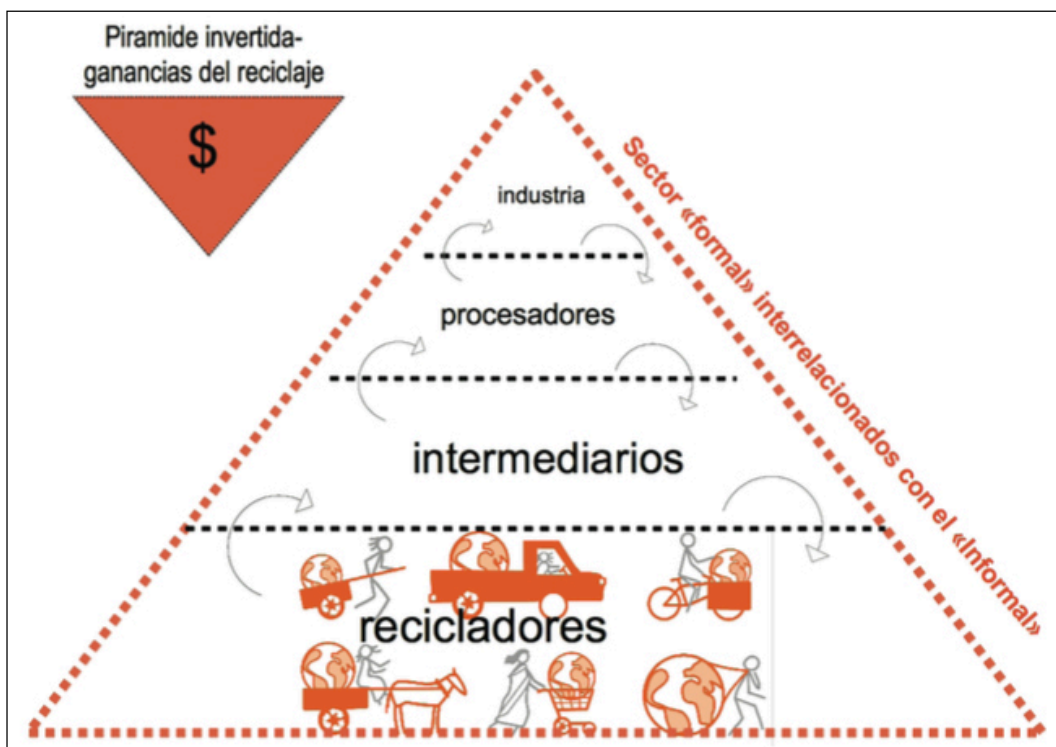 Piramide invertida-
ganancias del reciclaje
$
industria
procesadores
intermediarios
recicladores
Sector «formal» interrelacionados con el «Informal»